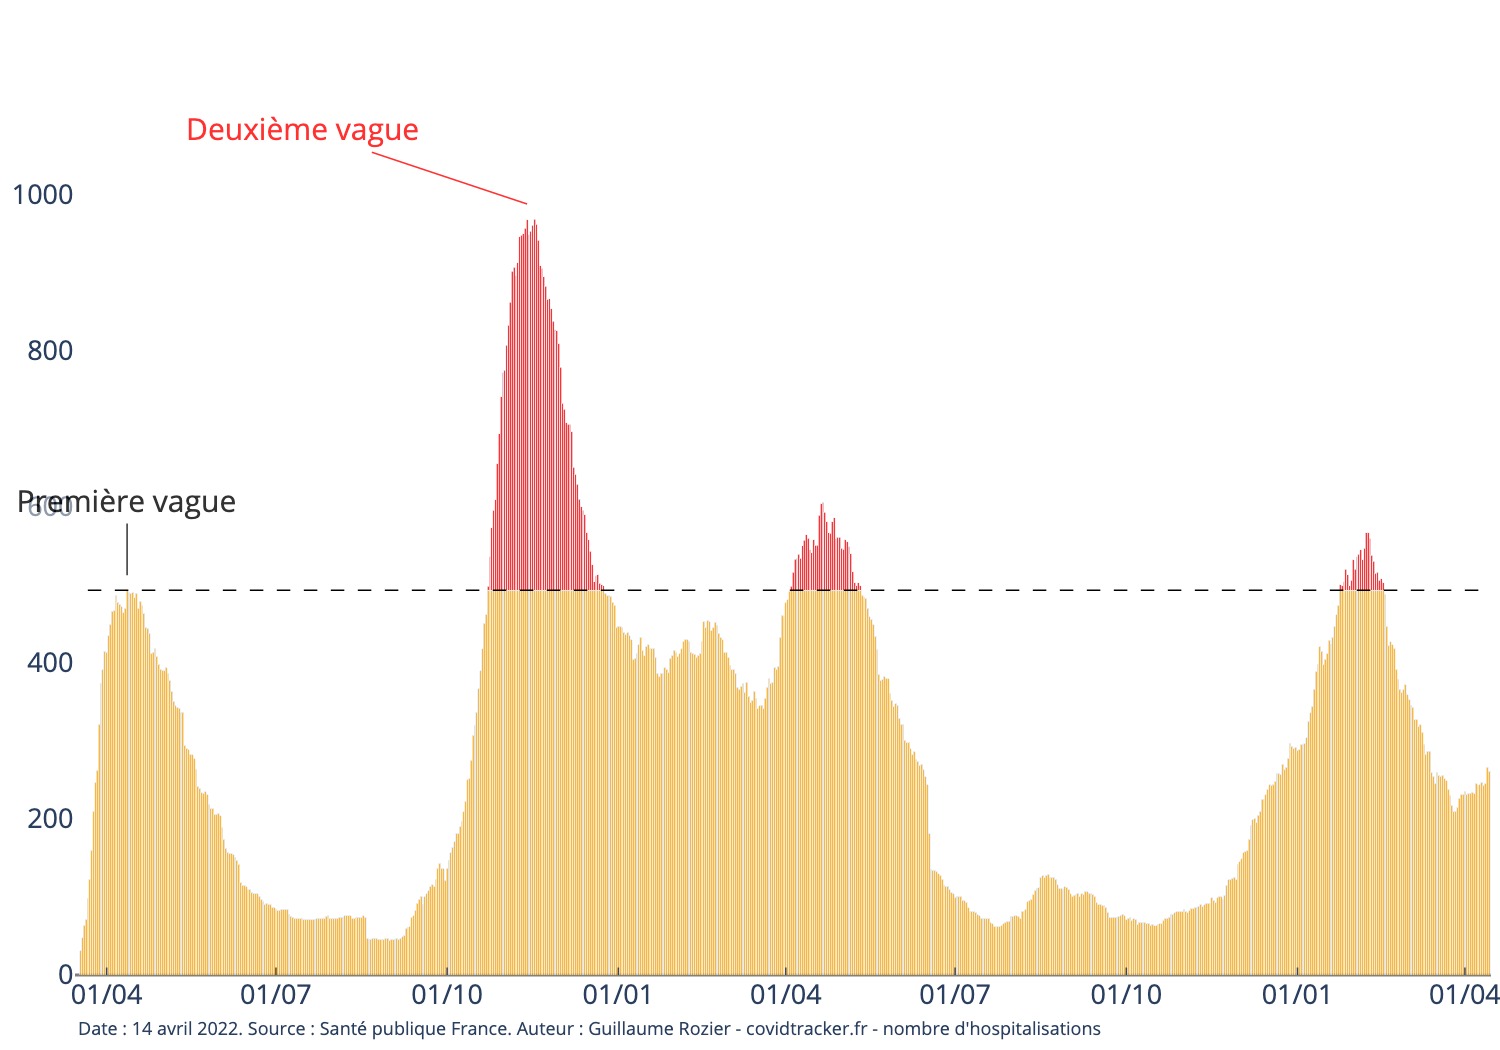 Deuxième vague
1000
800
Première vague
600
400
200
0
01/04 01/07 01/10 01/01 01/04 01/07 01/10 01/01 01/04
Date : 14 avril 2022. Source : Santé publique France. Auteur : Guillaume Rozier - covidtracker.fr - nombre d'hospitalisations